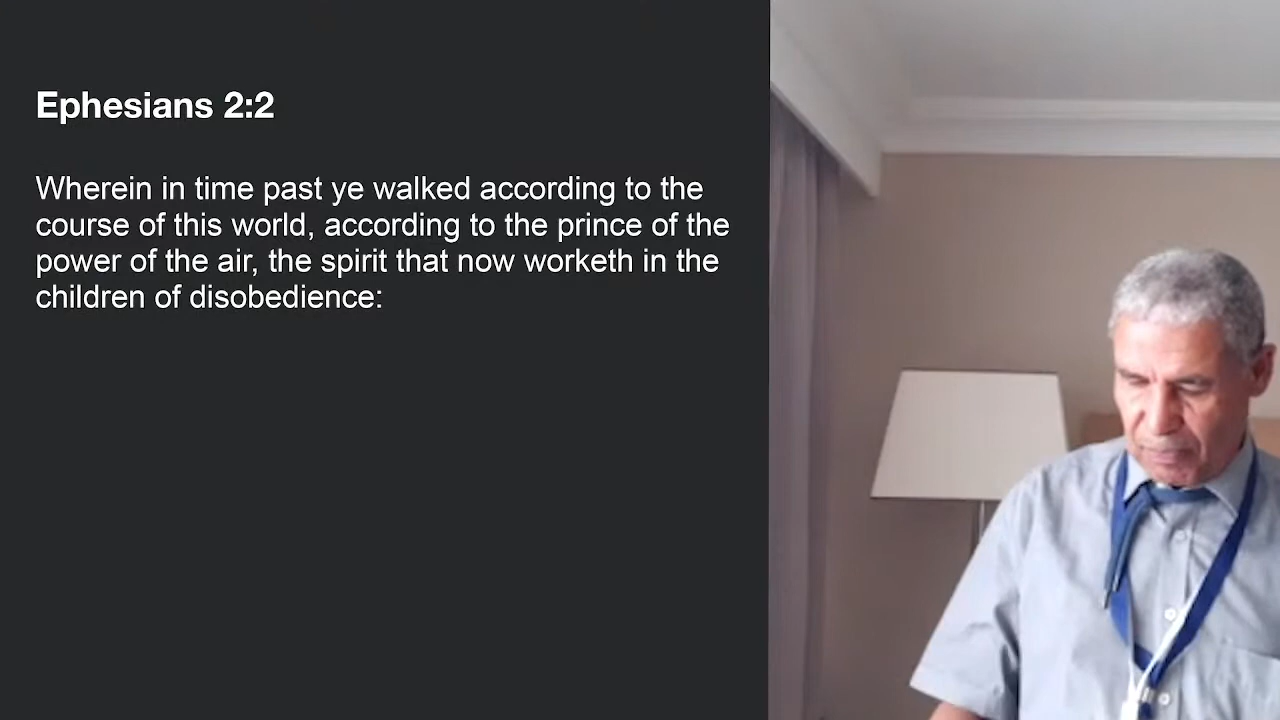 Ephesians 2:2
Wherein in time past ye walked according to the
course of this world, according to the prince of the
power of the air, the spirit that now worketh in the
children of disobedience: